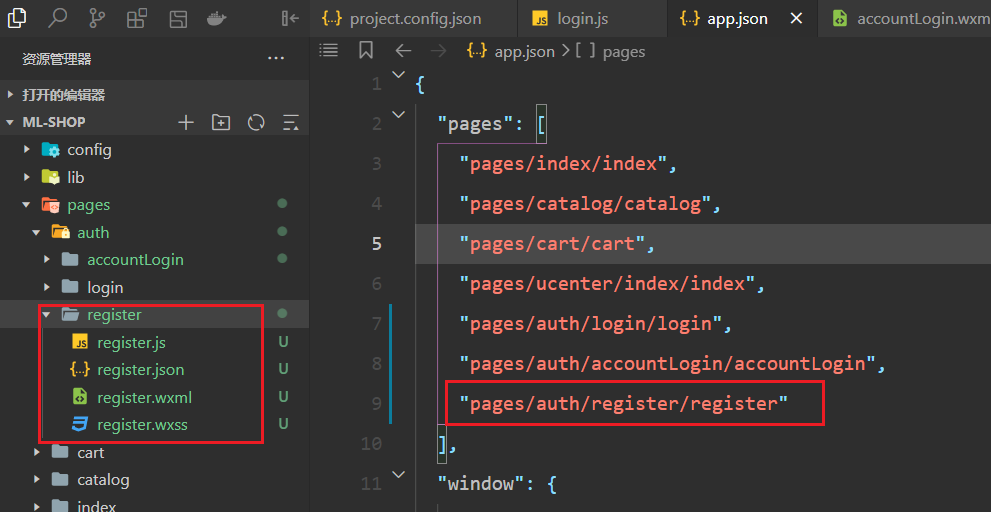 project.config.json
login.js
app.json
accountLogin.wxm
资源管理器
app.json > [ ] pages
打开的编辑器
ML-SHOP
config
lib
pages
auth
accountLogin
login
register
register.js U
register.json U
register.wxml U
register.wxss U
cart
catalog
index
1 {
2 "pages": [
3 "pages/index/index",
4 "pages/catalog/catalog",
5 "pages/cart/cart",
6 "pages/ucenter/index/index",
7 "pages/auth/login/login",
8 "pages/auth/accountLogin/accountLogin",
9 "pages/auth/register/register"
10 ],
11 "window": {